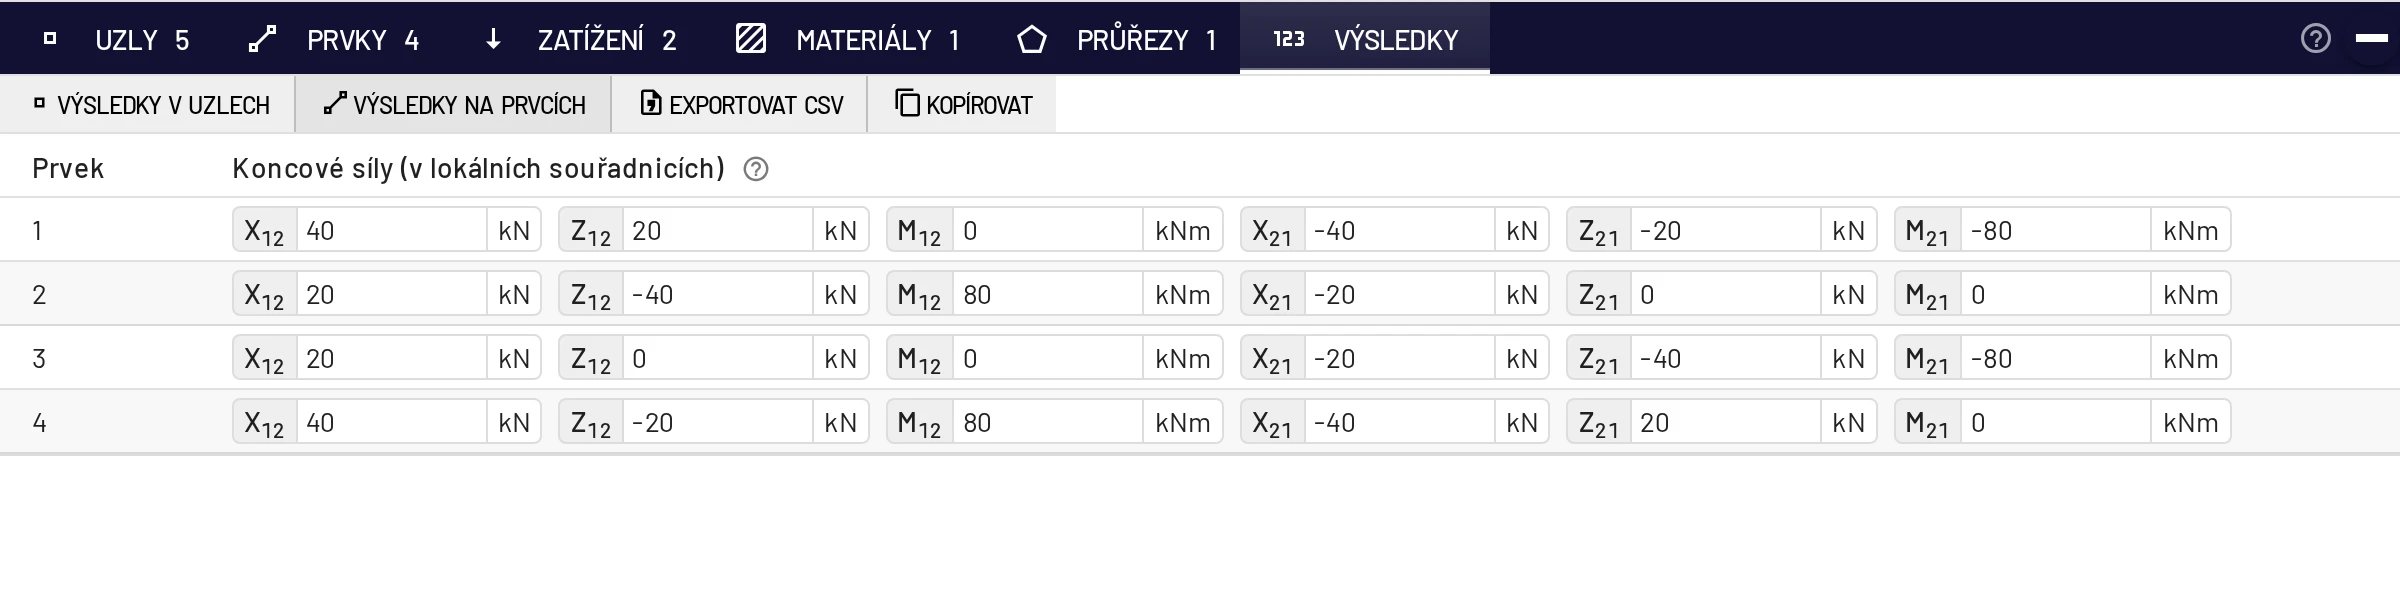 UZLY 5 PRVKY 4 ZATÍŽENÍ 2 MATERIÁLY 1 PRŮŘEZY 1 123 VÝSLEDKY ?
VÝSLEDKY V UZLECH VÝSLEDKY NA PRVCÍCH EXPORTOVAT CSV KOPÍROVAT
Prvek Koncové síly (v lokálních souřadnicích) ?
1 X12 40 kN Z12 20 kN M12 0 kNm X21 -40 kN Z21 -20 kN M21 -80 kNm
2 X12 20 kN Z12 -40 kN M12 80 kNm X21 -20 kN Z21 0 kN M21 0 kNm
3 X12 20 kN Z12 0 kN M12 0 kNm X21 -20 kN Z21 -40 kN M21 -80 kNm
4 X12 40 kN Z12 -20 kN M12 80 kNm X21 -40 kN Z21 20 kN M21 0 kNm